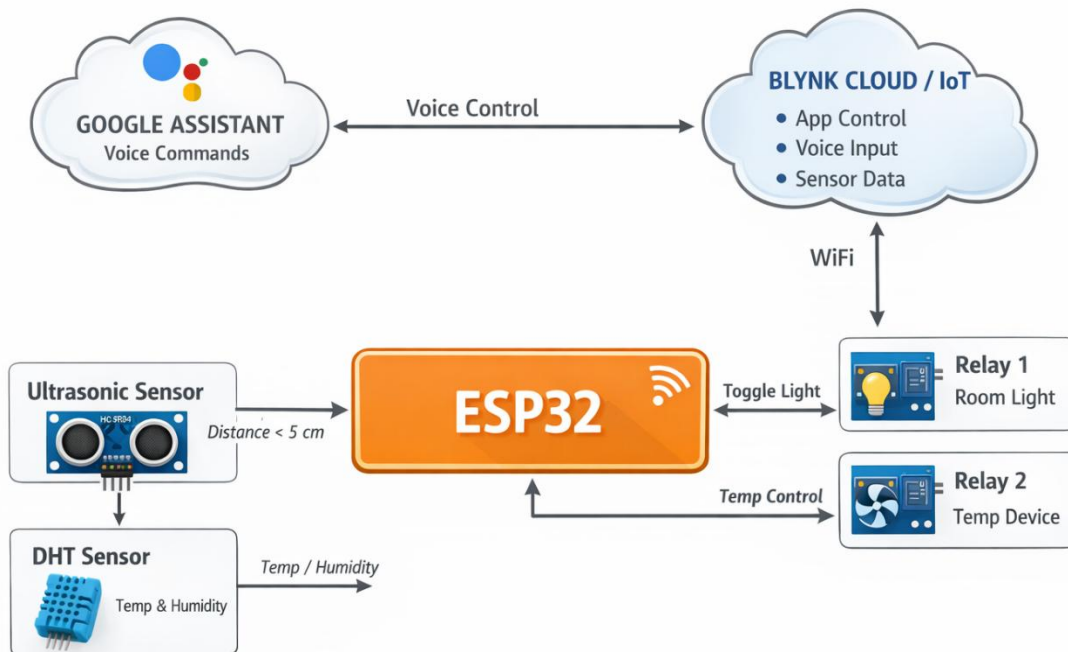 GOOGLE ASSISTANT
Voice Commands
Voice Control
BLYNK CLOUD / IoT
• App Control
• Voice Input
• Sensor Data
WiFi
Ultrasonic Sensor
Distance < 5 cm
ESP32
Toggle Light
Relay 1
Room Light
Temp Control
Relay 2
Temp Device
DHT Sensor
Temp & Humidity
Temp / Humidity